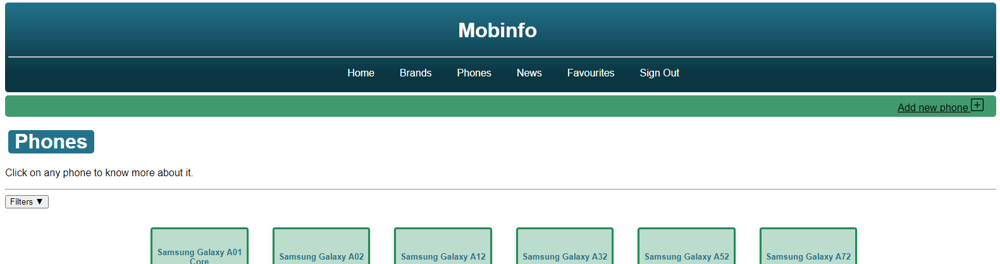 Mobinfo
Home Brands Phones News Favourites Sign Out
Add new phone
Phones
Click on any phone to know more about it.
Filters ▼
Samsung Galaxy A01
Core
Samsung Galaxy A02
Samsung Galaxy A12
Samsung Galaxy A32
Samsung Galaxy A52
Samsung Galaxy A72